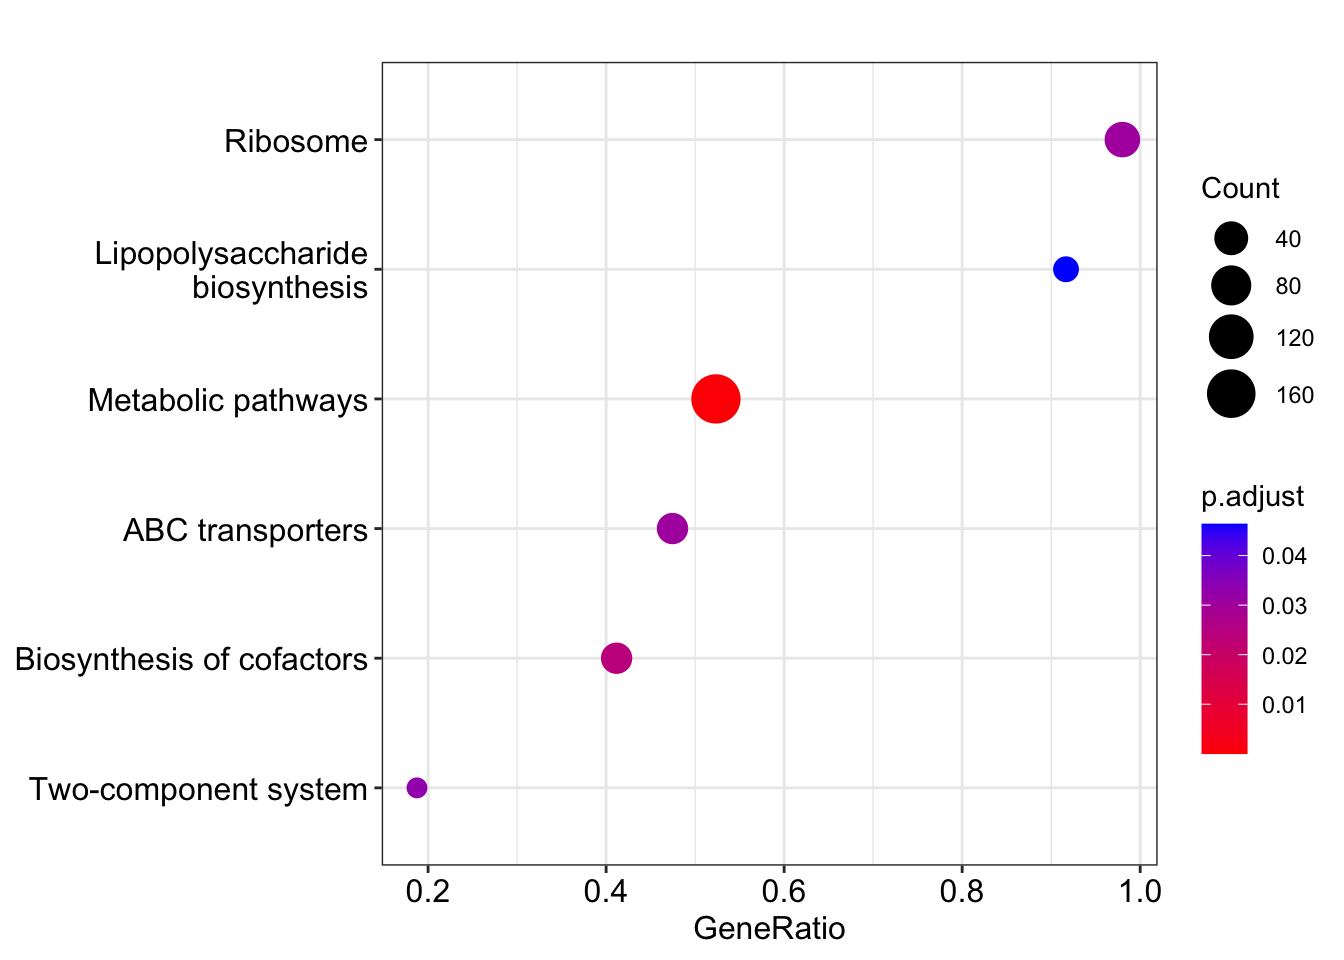 Ribosome
Lipopolysaccharide
biosynthesis
Metabolic pathways
ABC transporters
Biosynthesis of cofactors
Two-component system
0.2 0.4 0.6 0.8 1.0
GeneRatio
Count
40
80
120
160
p.adjust
0.04
0.03
0.02
0.01